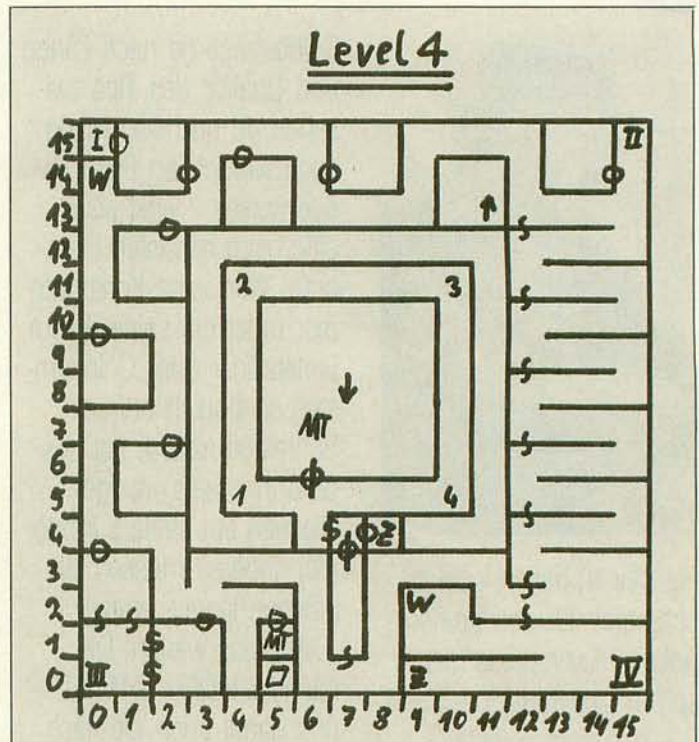 Level 4
15 I II
14 W
13 ↑ S
12
11 2 3 S
10
9 S
8 ↓
7 MT S
6
5 1 4 S
4 $ Z
3 W S
2 S S S
1 S MT S
0 III S Z IV
0 1 2 3 4 5 6 7 8 9 10 11 12 13 14 15